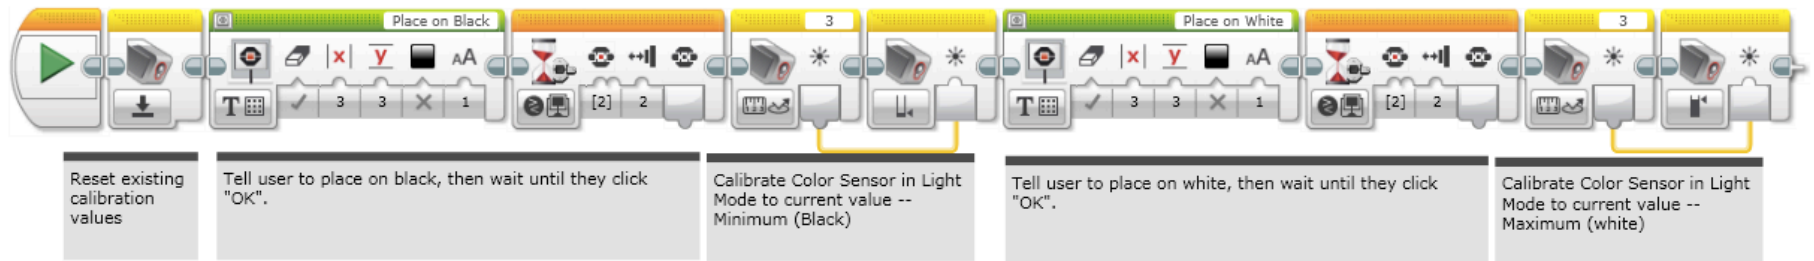 Place on Black
3
Place on White
3
x y AA
x y AA
T 3 3 1
[2] 2
T 3 3 1
[2] 2
Reset existing
calibration
values
Tell user to place on black, then wait until they click
"OK".
Calibrate Color Sensor in Light
Mode to current value --
Minimum (Black)
Tell user to place on white, then wait until they click
"OK".
Calibrate Color Sensor in Light
Mode to current value --
Maximum (white)